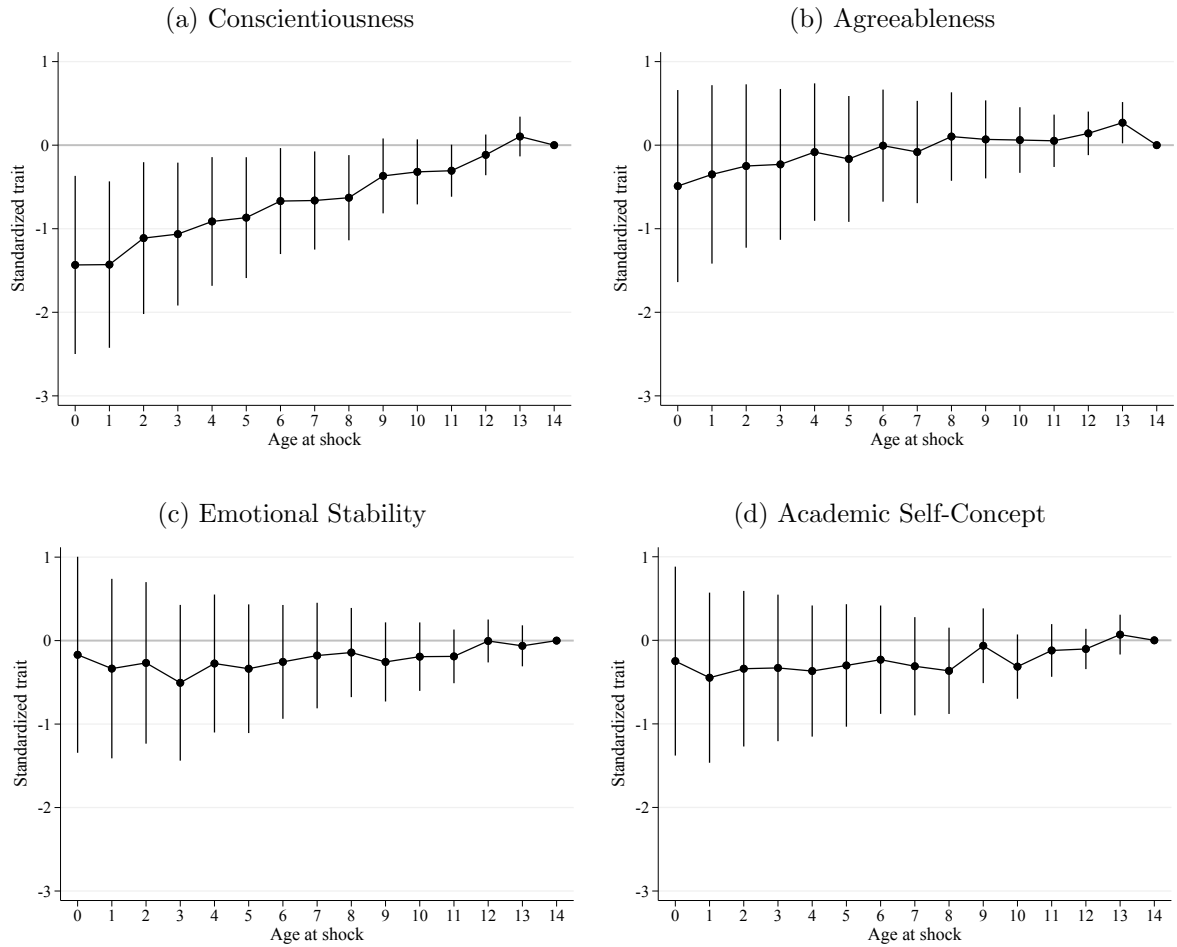 (a) Conscientiousness
1
0
-1
-2
-3
Standardized trait
0 1 2 3 4 5 6 7 8 9 10 11 12 13 14
Age at shock
(b) Agreeableness
1
0
-1
-2
-3
Standardized trait
0 1 2 3 4 5 6 7 8 9 10 11 12 13 14
Age at shock
(c) Emotional Stability
1
0
-1
-2
-3
Standardized trait
0 1 2 3 4 5 6 7 8 9 10 11 12 13 14
Age at shock
(d) Academic Self-Concept
1
0
-1
-2
-3
Standardized trait
0 1 2 3 4 5 6 7 8 9 10 11 12 13 14
Age at shock